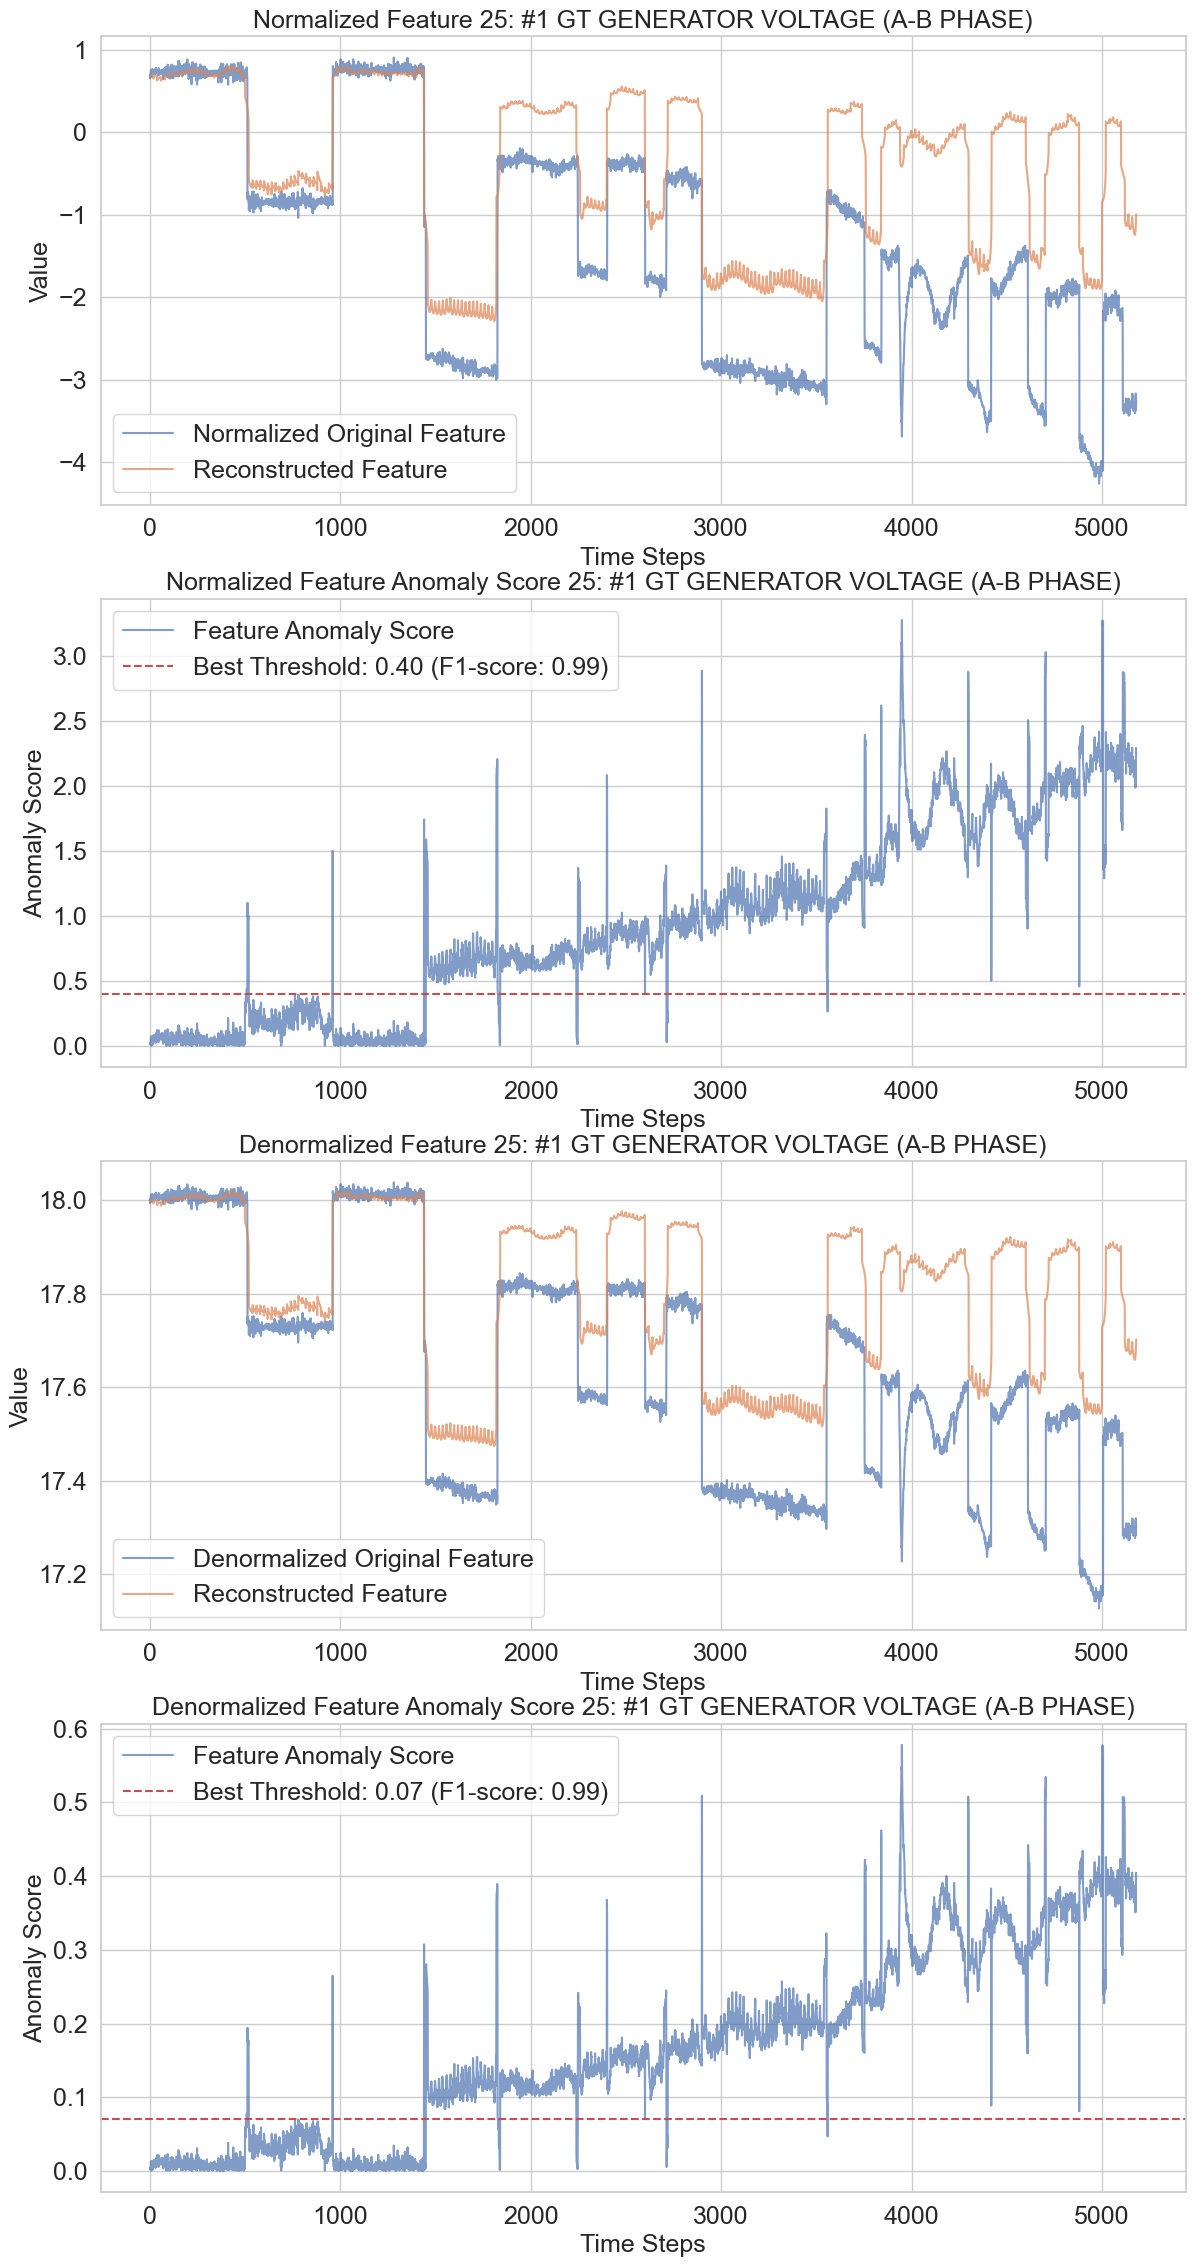 Normalized Feature 25: #1 GT GENERATOR VOLTAGE (A-B PHASE)
1
0
−1
−2
−3
−4
Value
Normalized Original Feature
Reconstructed Feature
0 1000 2000 3000 4000 5000
Time Steps
Normalized Feature Anomaly Score 25: #1 GT GENERATOR VOLTAGE (A-B PHASE)
Feature Anomaly Score
Best Threshold: 0.40 (F1-score: 0.99)
3.0
2.5
2.0
1.5
1.0
0.5
0.0
Anomaly Score
0 1000 2000 3000 4000 5000
Time Steps
Denormalized Feature 25: #1 GT GENERATOR VOLTAGE (A-B PHASE)
18.0
17.8
17.6
17.4
17.2
Value
Denormalized Original Feature
Reconstructed Feature
0 1000 2000 3000 4000 5000
Time Steps
Denormalized Feature Anomaly Score 25: #1 GT GENERATOR VOLTAGE (A-B PHASE)
Feature Anomaly Score
Best Threshold: 0.07 (F1-score: 0.99)
0.6
0.5
0.4
0.3
0.2
0.1
0.0
Anomaly Score
0 1000 2000 3000 4000 5000
Time Steps